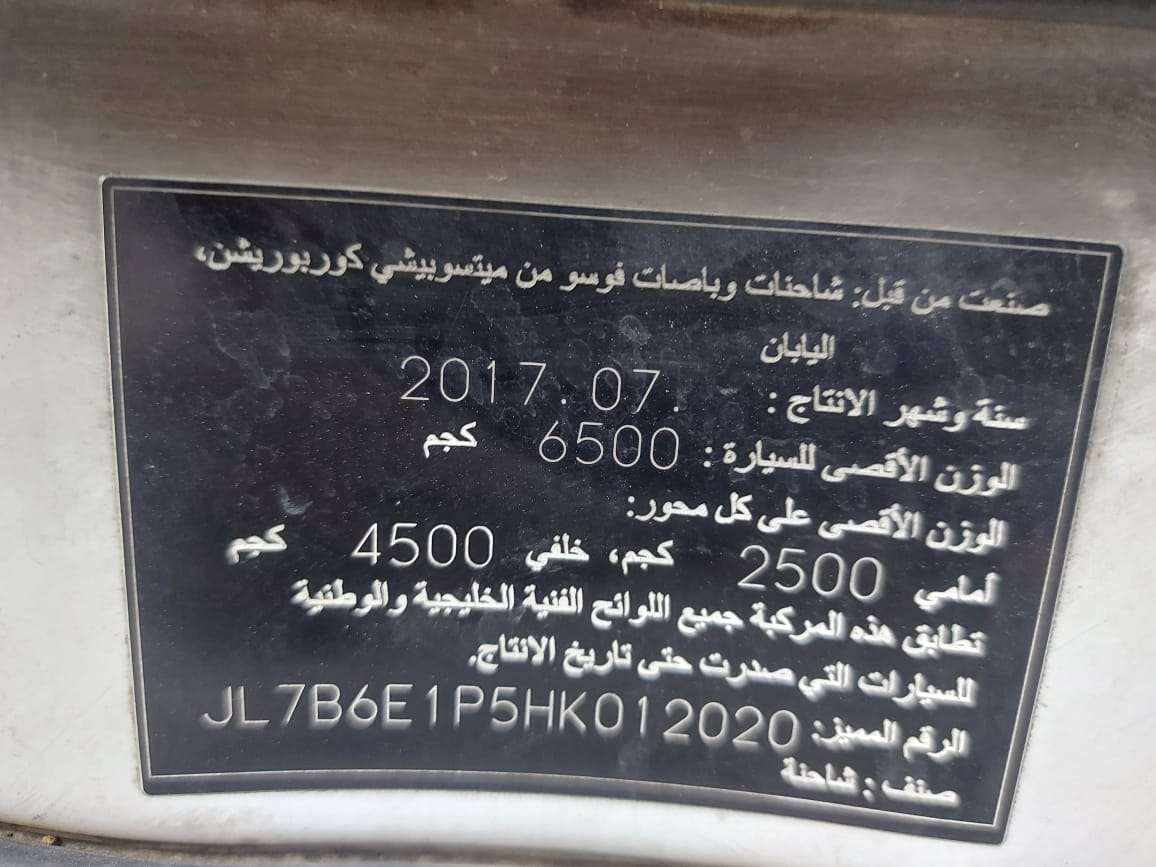 صنعت من قبل: شاحنات وباصات فوسو من ميتسوبيشي كوربوريشن،
اليابان
سنة وشهر الانتاج : 2017.07.
الوزن الأقصى للسيارة : 6500 كجم
الوزن الأقصى على كل محور:
أمامي 2500 كجم، خلفي 4500 كجم
تطابق هذه المركبة جميع اللوائح الفنية الخليجية والوطنية
للسيارات التي صدرت حتى تاريخ الانتاج.
الرقم المميز: JL7B6E1P5HK012020
صنف : شاحنة